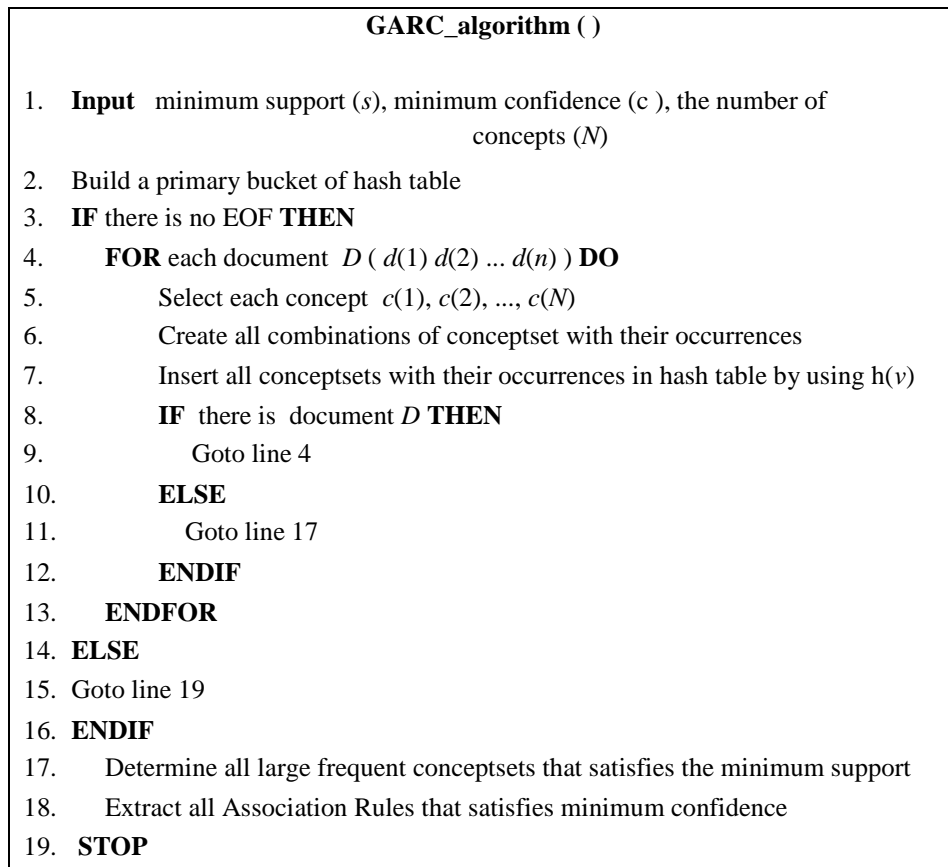 GARC_algorithm ( )
1. Input minimum support (s), minimum confidence (c ), the number of
concepts (N)
2. Build a primary bucket of hash table
3. IF there is no EOF THEN
4. FOR each document D ( d(1) d(2) ... d(n) ) DO
5. Select each concept c(1), c(2), ..., c(N)
6. Create all combinations of conceptset with their occurrences
7. Insert all conceptsets with their occurrences in hash table by using h(v)
8. IF there is document D THEN
9. Goto line 4
10. ELSE
11. Goto line 17
12. ENDIF
13. ENDFOR
14. ELSE
15. Goto line 19
16. ENDIF
17. Determine all large frequent conceptsets that satisfies the minimum support
18. Extract all Association Rules that satisfies minimum confidence
19. STOP